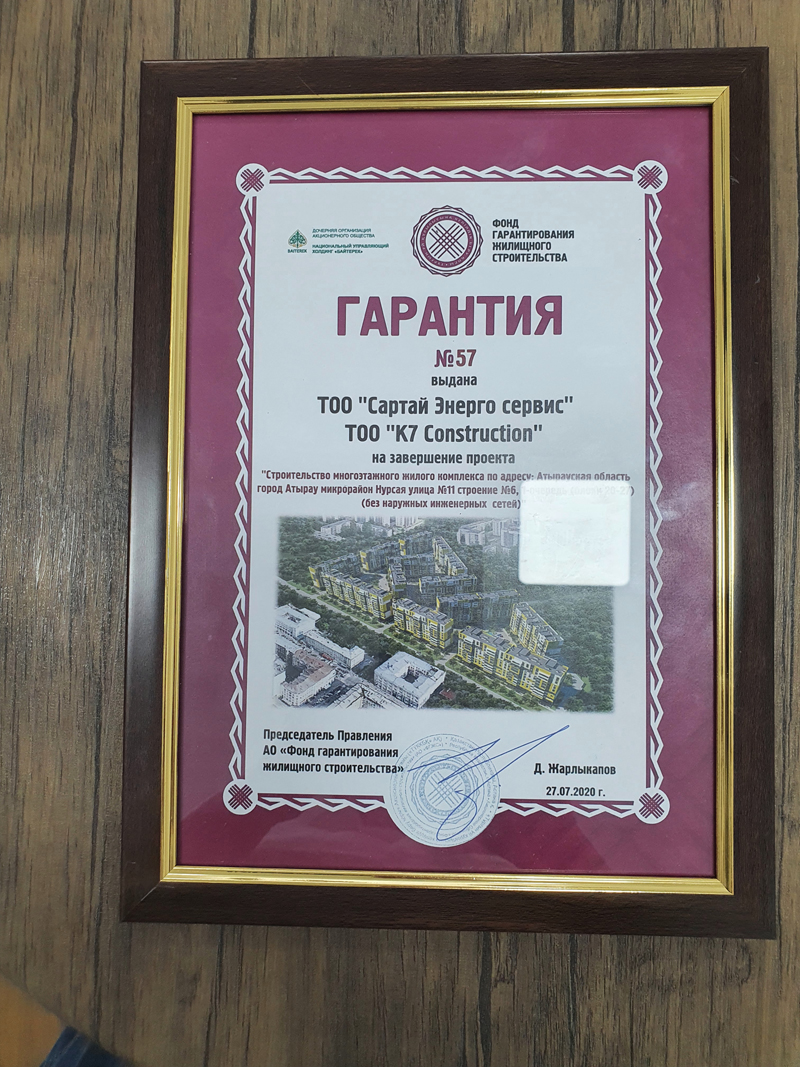 ДОЧЕРНЯЯ ОРГАНИЗАЦИЯ
АКЦИОНЕРНОГО ОБЩЕСТВА
НАЦИОНАЛЬНЫЙ УПРАВЛЯЮЩИЙ
ХОЛДИНГ «БАЙТЕРЕК»
BAITEREK
ФОНД
ГАРАНТИРОВАНИЯ
ЖИЛИЩНОГО
СТРОИТЕЛЬСТВА
ГАРАНТИЯ
№57
выдана
ТОО "Сартай Энерго сервис"
ТОО "К7 Construction"
на завершение проекта
"Строительство многоэтажного жилого комплекса по адресу: Атырауская область
город Атырау микрорайон Нурсая улица №11 строение №6,
(без наружных инженерных сетей)
Председатель Правления
АО «Фонд гарантирования
жилищного строительства»
Д. Жарлыкапов
27.07.2020 г.